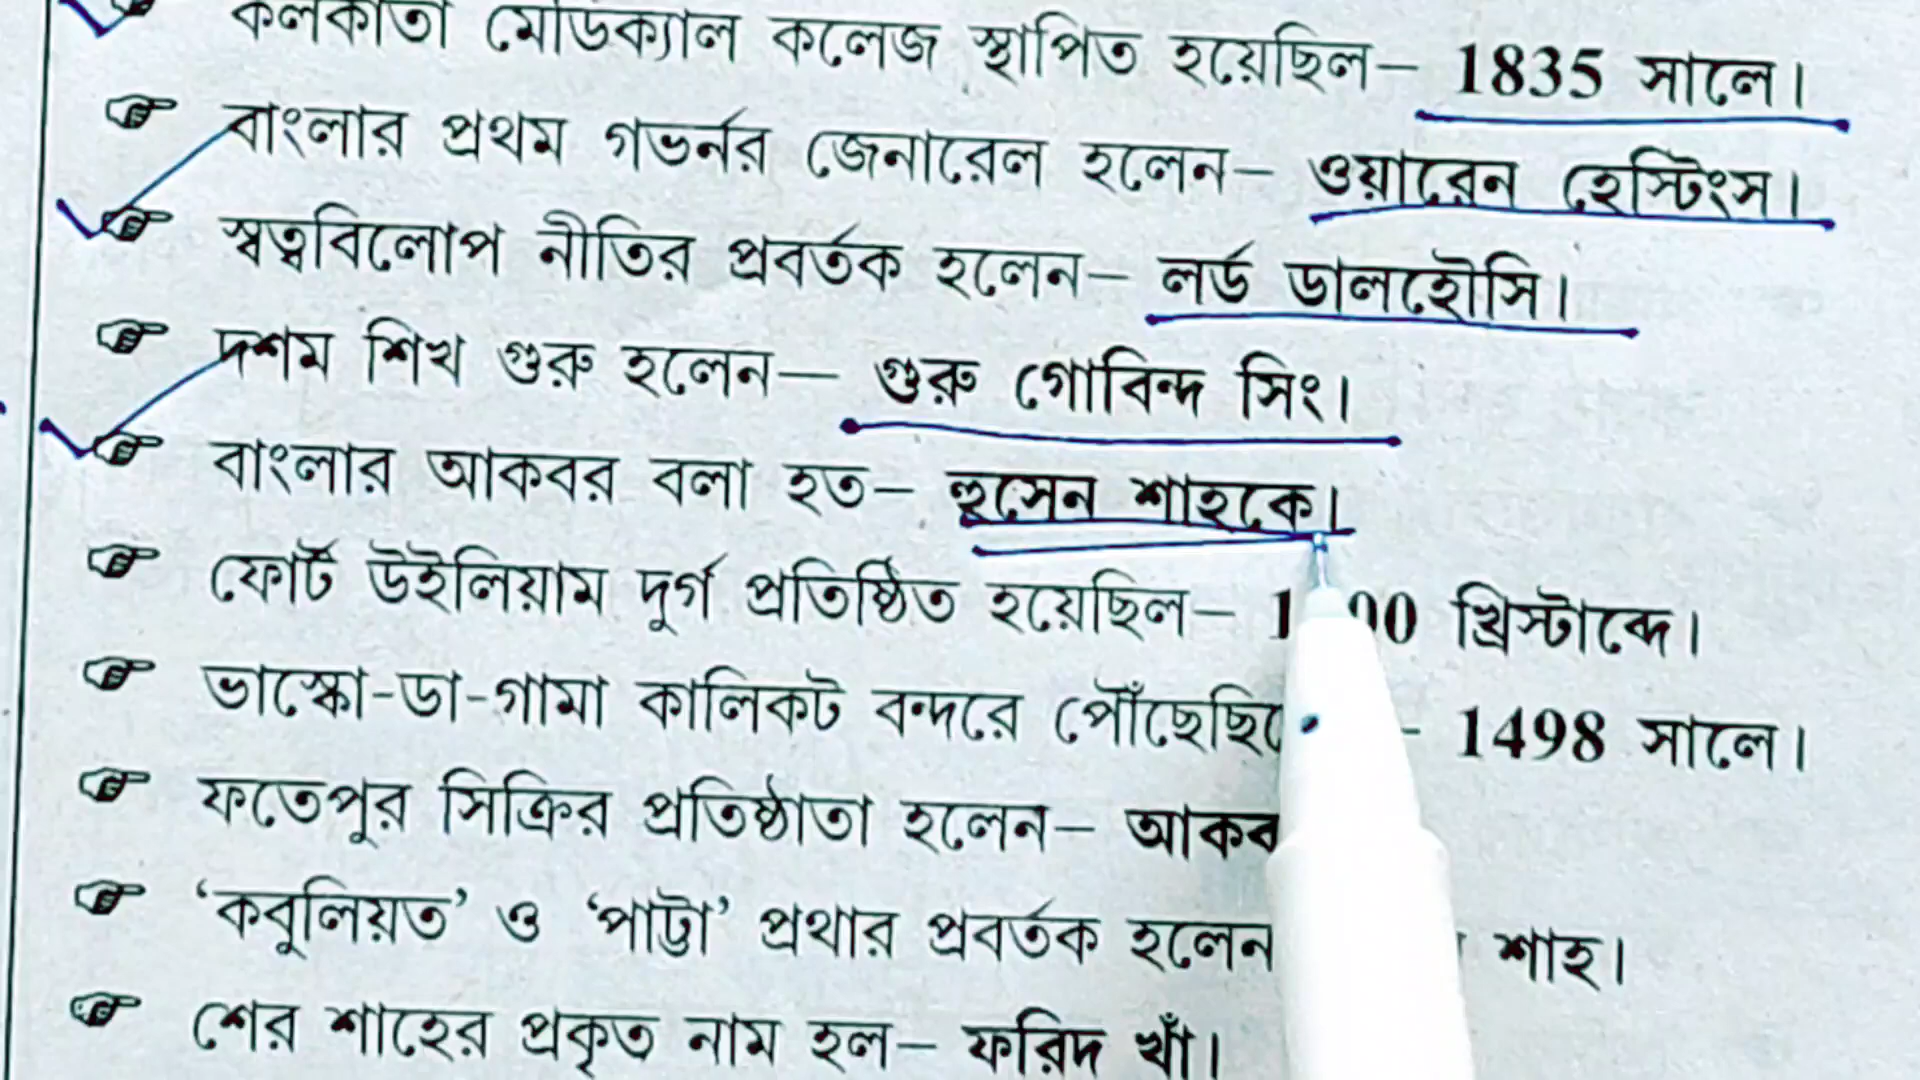 কলকাতা মেডিক্যাল কলেজ স্থাপিত হয়েছিল– 1835 সালে।
বাংলার প্রথম গভর্নর জেনারেল হলেন– ওয়ারেন হেস্টিংস।
স্বত্ববিলোপ নীতির প্রবর্তক হলেন– লর্ড ডালহৌসি।
দশম শিখ গুরু হলেন— গুরু গোবিন্দ সিং।
বাংলার আকবর বলা হত– হুসেন শাহকে।
ফোর্ট উইলিয়াম দুর্গ প্রতিষ্ঠিত হয়েছিল– খ্রিস্টাব্দে।
ভাস্কো-ডা-গামা কালিকট বন্দরে – 1498 সালে।
ফতেপুর সিক্রির প্রতিষ্ঠাতা হলেন–
‘কবুলিয়ত’ ও ‘পাট্টা’ প্রথার প্রবর্তক হলেন শাহ।
শের শাহের প্রকৃত নাম হল– ফরিদ খাঁ।